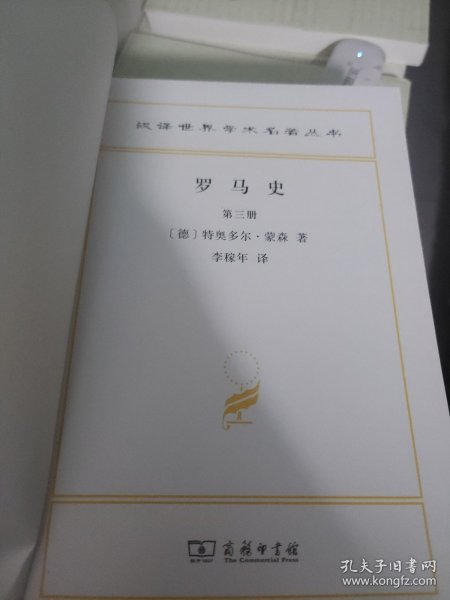 汉译世界学术名著丛书
罗马史
第三册
〔德〕特奥多尔·蒙森 著
李稼年 译
商务印书馆
The Commercial Press
孔夫子旧书网
www.kongfz.com